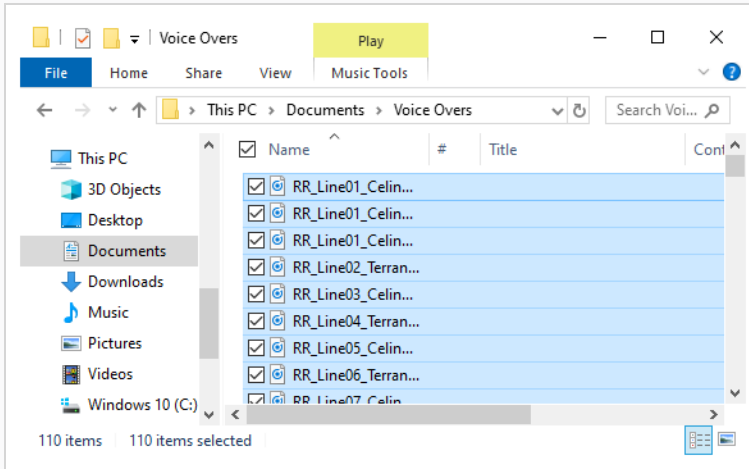 Voice Overs
Play
File Home Share View Music Tools
This PC > Documents > Voice Overs
Search Voi...
This PC
3D Objects
Desktop
Documents
Downloads
Music
Pictures
Videos
Windows 10 (C:)
Name # Title Cont
RR_Line01_Celin...
RR_Line01_Celin...
RR_Line01_Celin...
RR_Line02_Terran...
RR_Line03_Celin...
RR_Line04_Terran...
RR_Line05_Celin...
RR_Line06_Terran...
RR_Line07_Celin
110 items 110 items selected